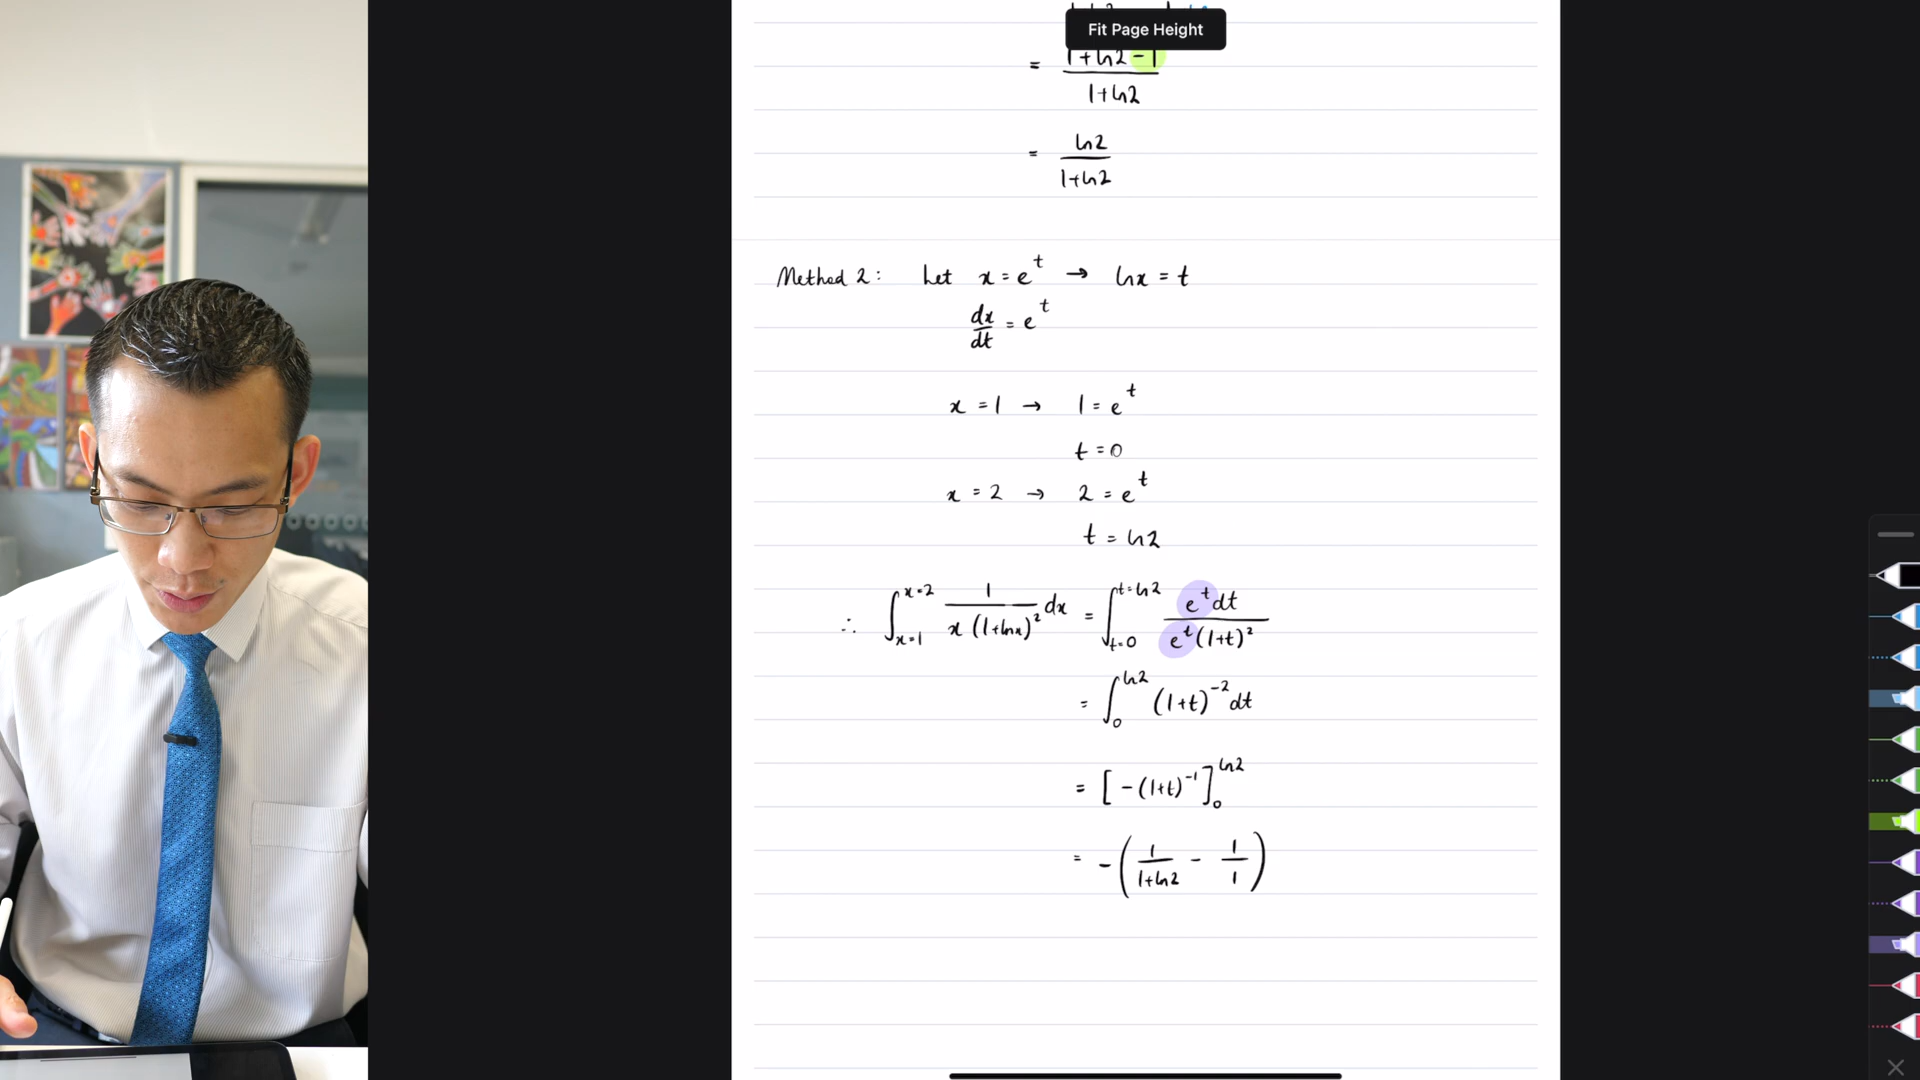 Fit Page Height
= (1+ln2-1)/(1+ln2)
= ln2/(1+ln2)
Method 2: Let x = e^t → lnx = t
dx/dt = e^t
x = 1 → 1 = e^t
t = 0
x = 2 → 2 = e^t
t = ln2
∴ ∫_{x=1}^{x=2} 1/(x(1+lnx)²) dx = ∫_{t=0}^{t=ln2} e^t dt/(e^t(1+t)²)
= ∫_0^{ln2} (1+t)^{-2} dt
= [-(1+t)^{-1}]_0^{ln2}
= -(1/(1+ln2) - 1/1)